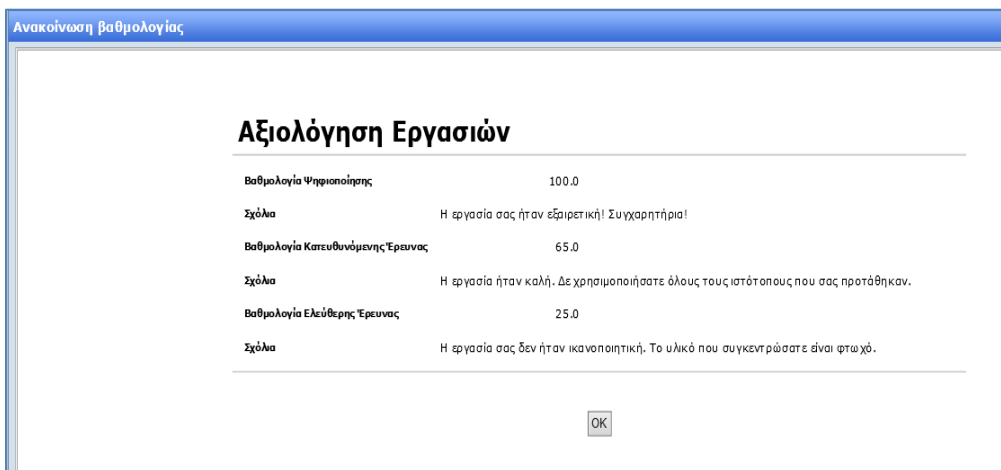 Ανακοίνωση βαθμολογίας
Αξιολόγηση Εργασιών
Βαθμολογία Ψηφιοποίησης 100.0
Σχόλια Η εργασία σας ήταν εξαιρετική! Συγχαρητήρια!
Βαθμολογία Κατευθυνόμενης Έρευνας 65.0
Σχόλια Η εργασία ήταν καλή. Δε χρησιμοποιήσατε όλους τους ιστότοπους που σας προτάθηκαν.
Βαθμολογία Ελεύθερης Έρευνας 25.0
Σχόλια Η εργασία σας δεν ήταν ικανοποιητική. Το υλικό που συγκεντρώσατε είναι φτωχό.
OK